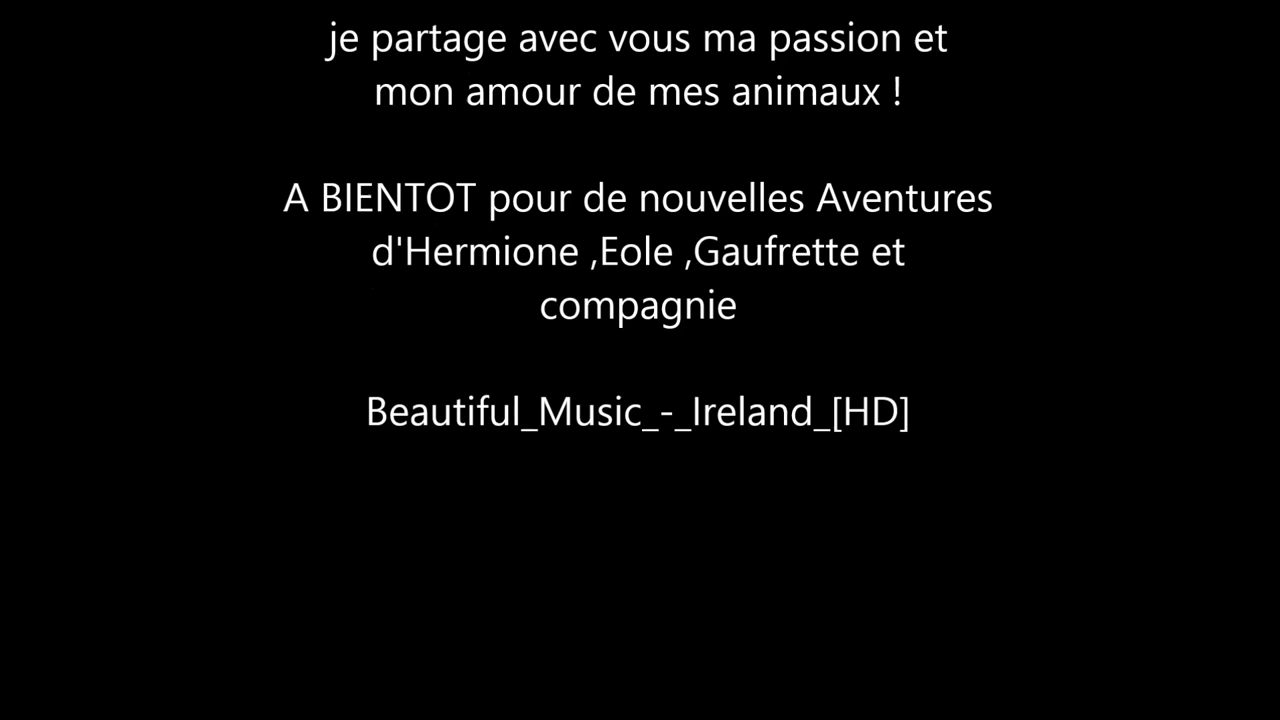 je partage avec vous ma passion et
mon amour de mes animaux !
A BIENTOT pour de nouvelles Aventures
d'Hermione ,Eole ,Gaufrette et
compagnie
Beautiful_Music_-_Ireland_[HD]